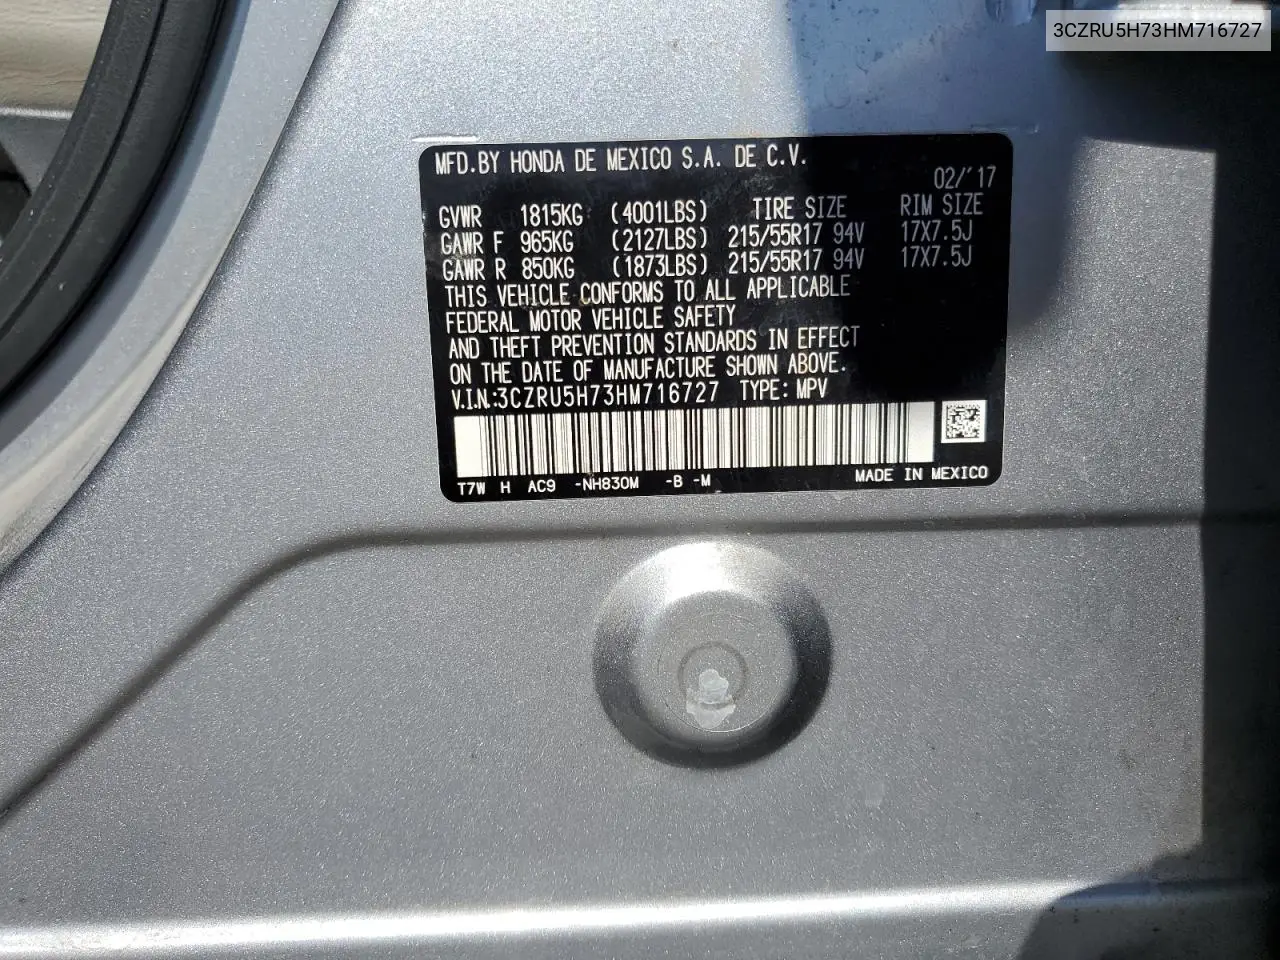 3CZRU5H73HM716727
MFD.BY HONDA DE MEXICO S.A. DE C.V.
02/'17
GVWR 1815KG (4001LBS) TIRE SIZE RIM SIZE
GAWR F 965KG (2127LBS) 215/55R17 94V 17X7.5J
GAWR R 850KG (1873LBS) 215/55R17 94V 17X7.5J
THIS VEHICLE CONFORMS TO ALL APPLICABLE
FEDERAL MOTOR VEHICLE SAFETY
AND THEFT PREVENTION STANDARDS IN EFFECT
ON THE DATE OF MANUFACTURE SHOWN ABOVE.
V.I.N.:3CZRU5H73HM716727 TYPE: MPV
T7W H AC9 -NH830M -B -M MADE IN MEXICO